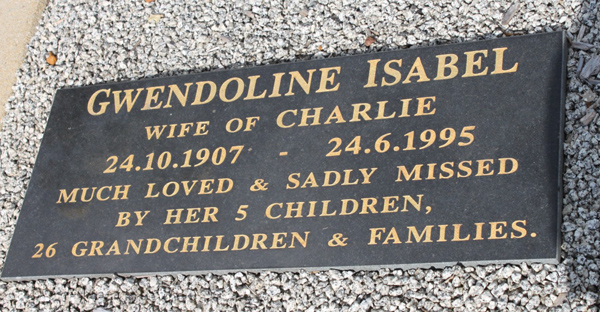 GWENDOLINE ISABEL
WIFE OF CHARLIE
24.10.1907 - 24.6.1995
MUCH LOVED & SADLY MISSED
BY HER 5 CHILDREN,
26 GRANDCHILDREN & FAMILIES.